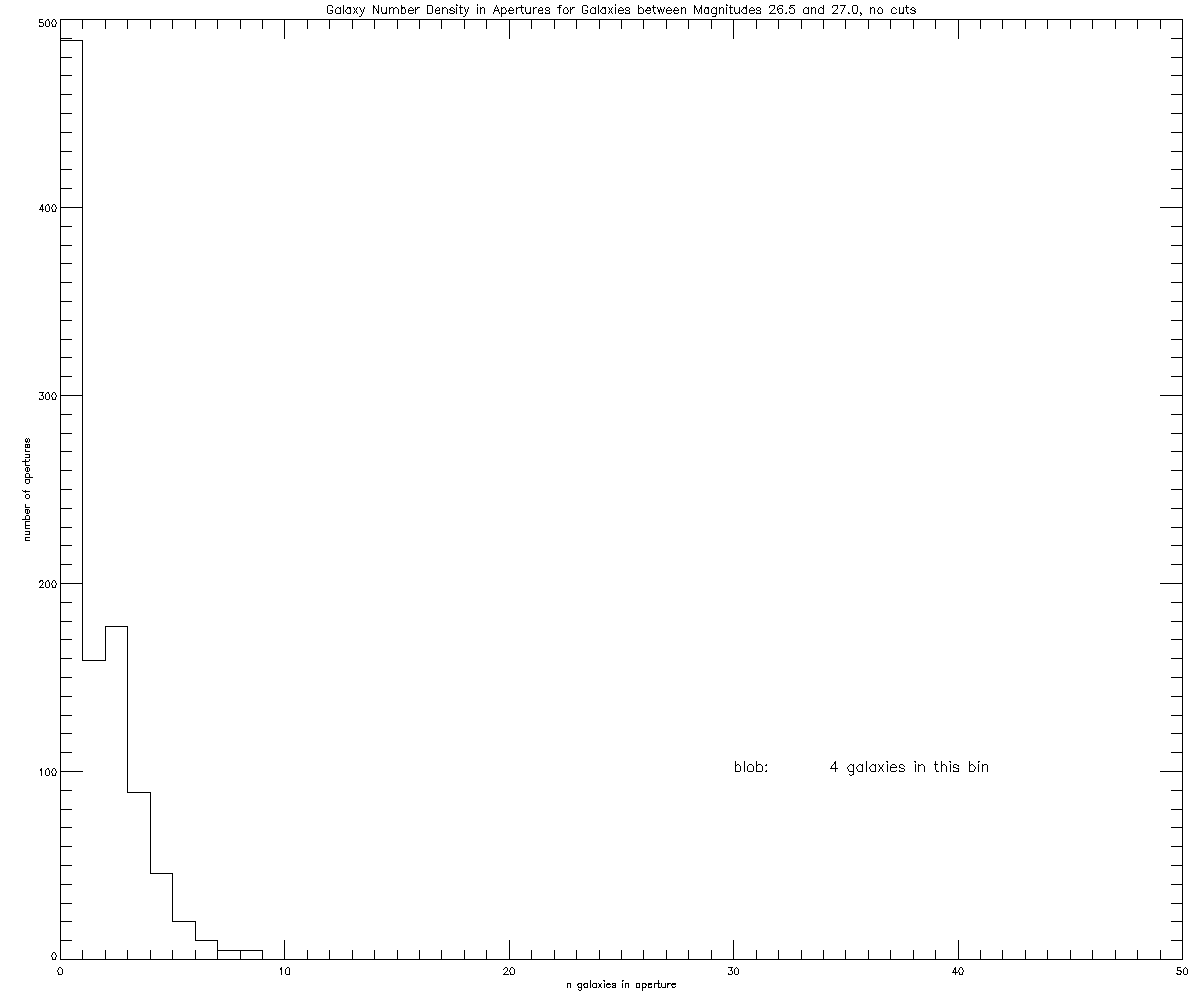 Galaxy Number Density in Apertures for Galaxies between Magnitudes 26.5 and 27.0, no cuts
500
400
300
200
100
0
number of apertures
blob: 4 galaxies in this bin
0 10 20 30 40 50
n galaxies in aperture